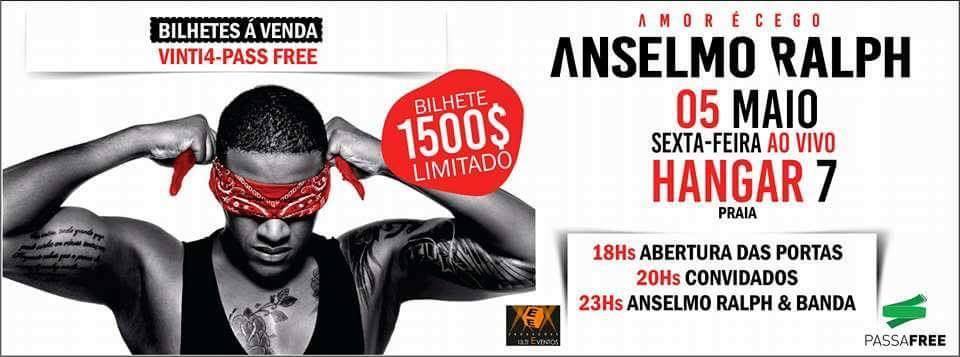 BILHETES Á VENDA
VINTI4-PASS FREE
BILHETE
1500$
LIMITADO
AMOR É CEGO
ANSELMO RALPH
05 MAIO
SEXTA-FEIRA AO VIVO
HANGAR 7
PRAIA
18Hs ABERTURA DAS PORTAS
20Hs CONVIDADOS
23Hs ANSELMO RALPH & BANDA
EVENTOS
PASSAFREE